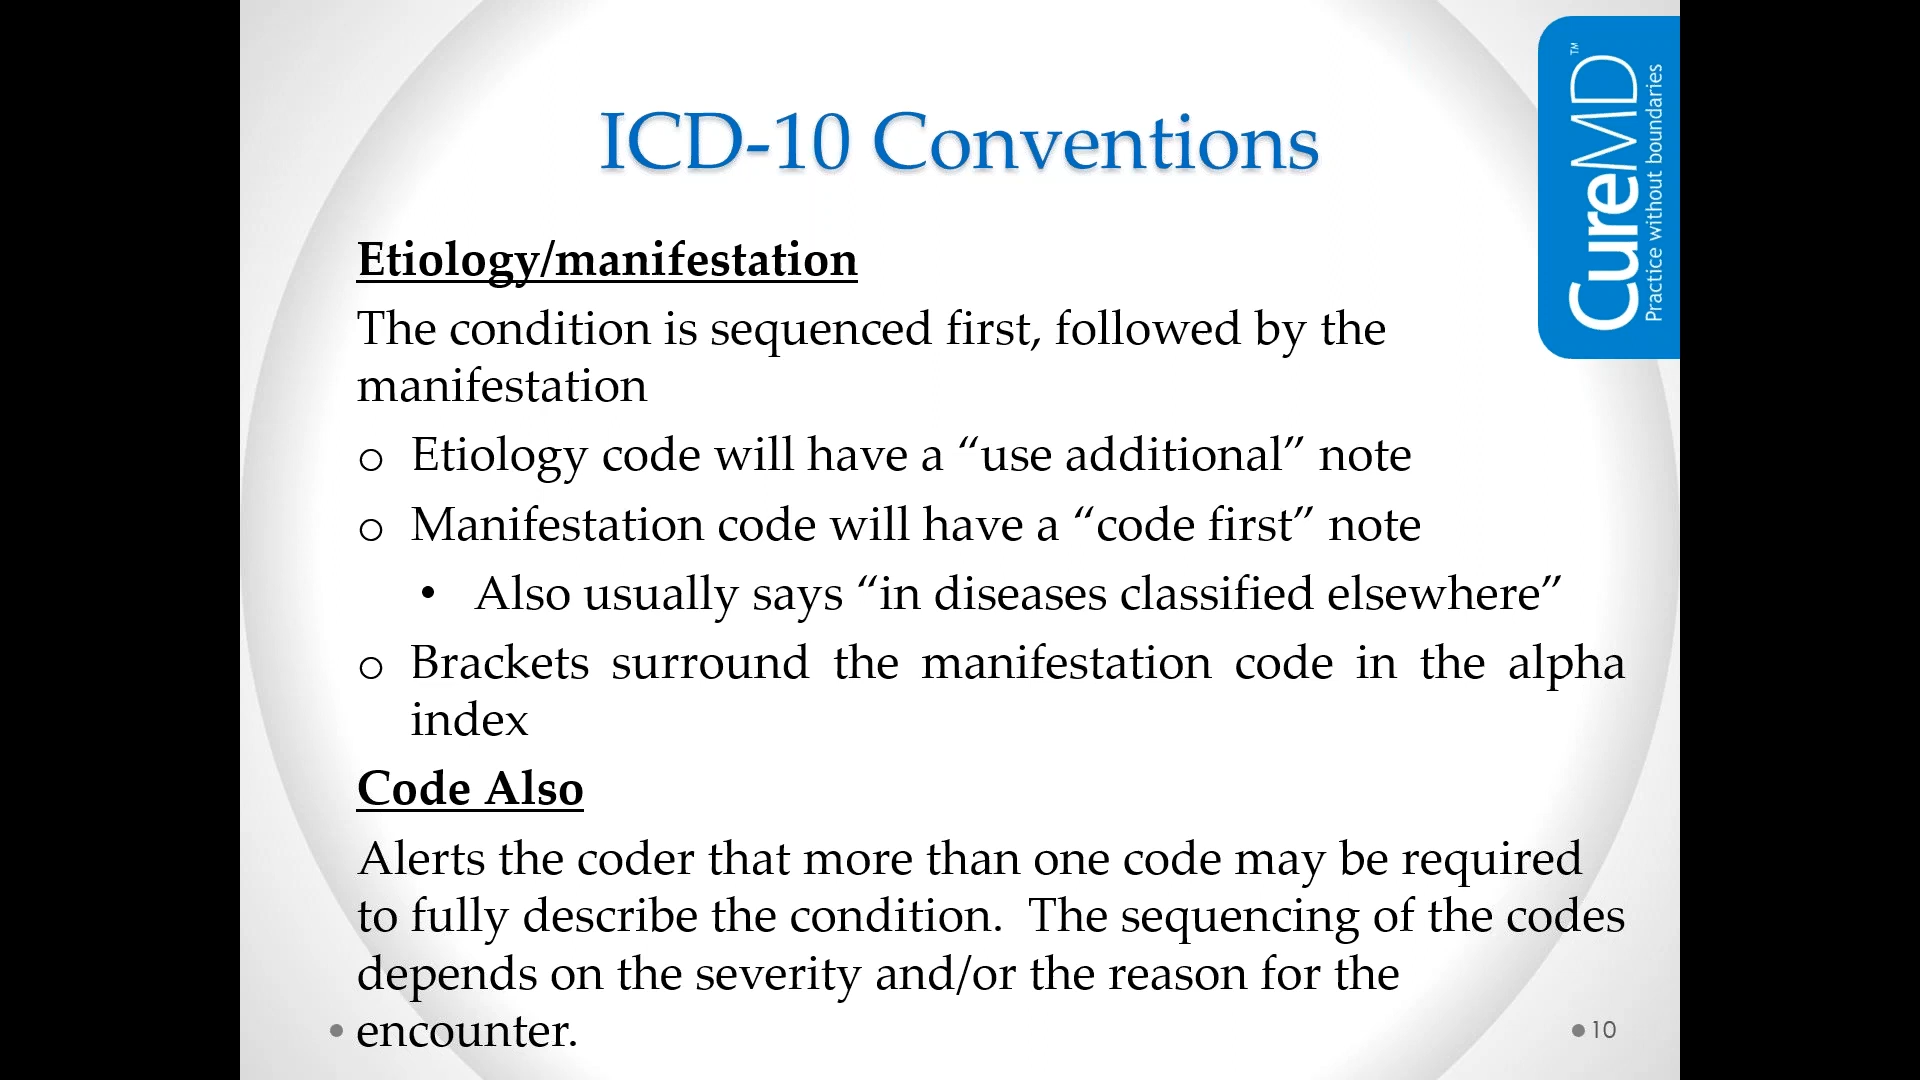 ICD-10 Conventions
CureMD™
Practice without boundaries
Etiology/manifestation
The condition is sequenced first, followed by the
manifestation
o Etiology code will have a “use additional” note
o Manifestation code will have a “code first” note
• Also usually says “in diseases classified elsewhere”
o Brackets surround the manifestation code in the alpha
index
Code Also
Alerts the coder that more than one code may be required
to fully describe the condition.  The sequencing of the codes
depends on the severity and/or the reason for the
encounter.
10